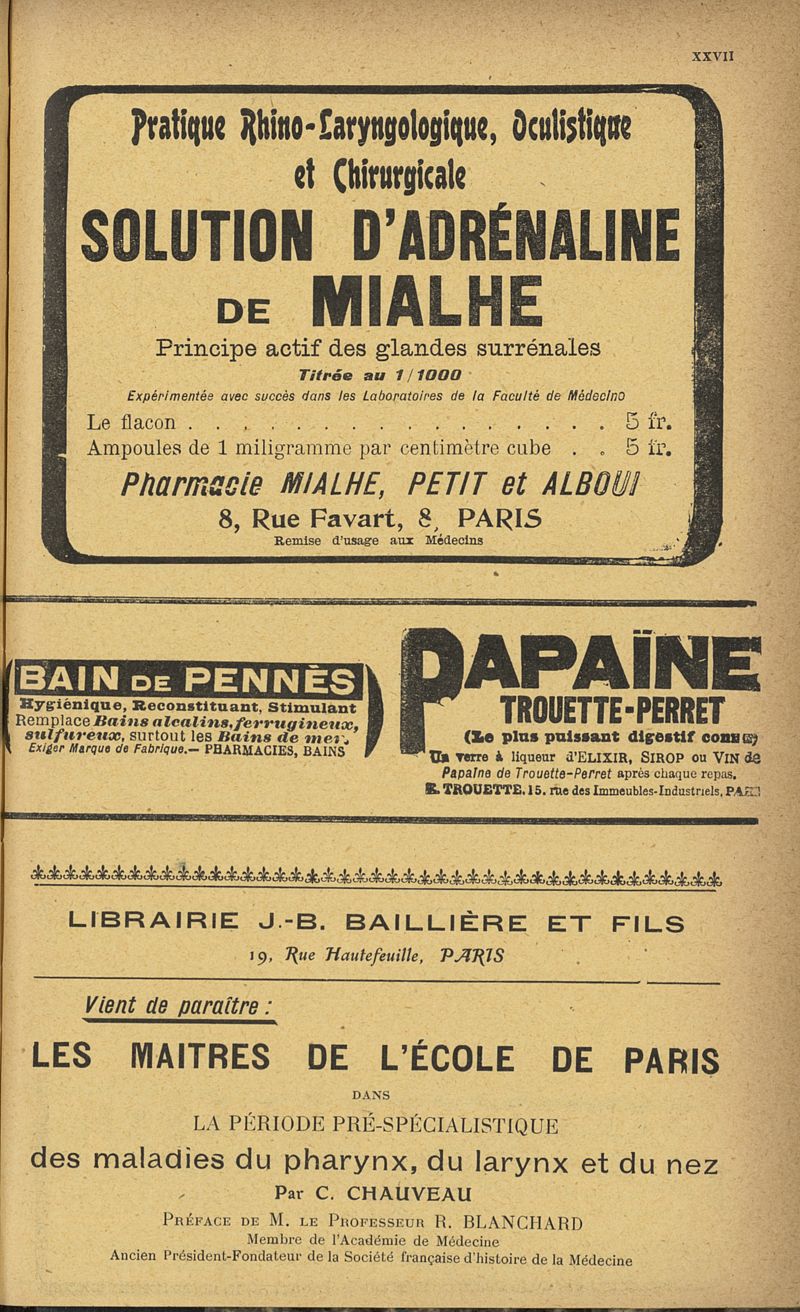 XXVII
Pratique Rhino-Laryngologique, Oculistique
et Chirurgicale
SOLUTION D'ADRÉNALINE
DE MIALHE
Principe actif des glandes surrénales
Titrée au 1/1000
Expérimentée avec succès dans les Laboratoires de la Faculté de Médecine
Le flacon . . . . . . . . . . . . . . . . 5 fr.
Ampoules de 1 miligramme par centimètre cube . . 5 fr.
Pharmacie MIALHE, PETIT et ALBOUI
8, Rue Favart, 8, PARIS
Remise d'usage aux Médecins
BAIN DE PENNÈS
Hygiénique, Reconstituant, Stimulant
Remplace Bains alcalins, ferrugineux,
sulfureux, surtout les Bains de mer,
Exiger Marque de Fabrique.— PHARMACIES, BAINS
PAPAÏNE
TROUETTE-PERRET
(Le plus puissant digestif connu)
Un verre à liqueur d'ELIXIR, SIROP OU VIN de
Papaïne de Trouette-Perret après chaque repas.
E. TROUETTE, 15, rue des Immeubles-Industriels, PARIS
LIBRAIRIE J.-B. BAILLIÈRE ET FILS
19, Rue Hautefeuille, PARIS
Vient de paraître :
LES MAITRES DE L'ÉCOLE DE PARIS
DANS
LA PÉRIODE PRÉ-SPÉCIALISTIQUE
des maladies du pharynx, du larynx et du nez
Par C. CHAUVEAU
PRÉFACE DE M. LE PROFESSEUR R. BLANCHARD
Membre de l'Académie de Médecine
Ancien Président-Fondateur de la Société française d'histoire de la Médecine